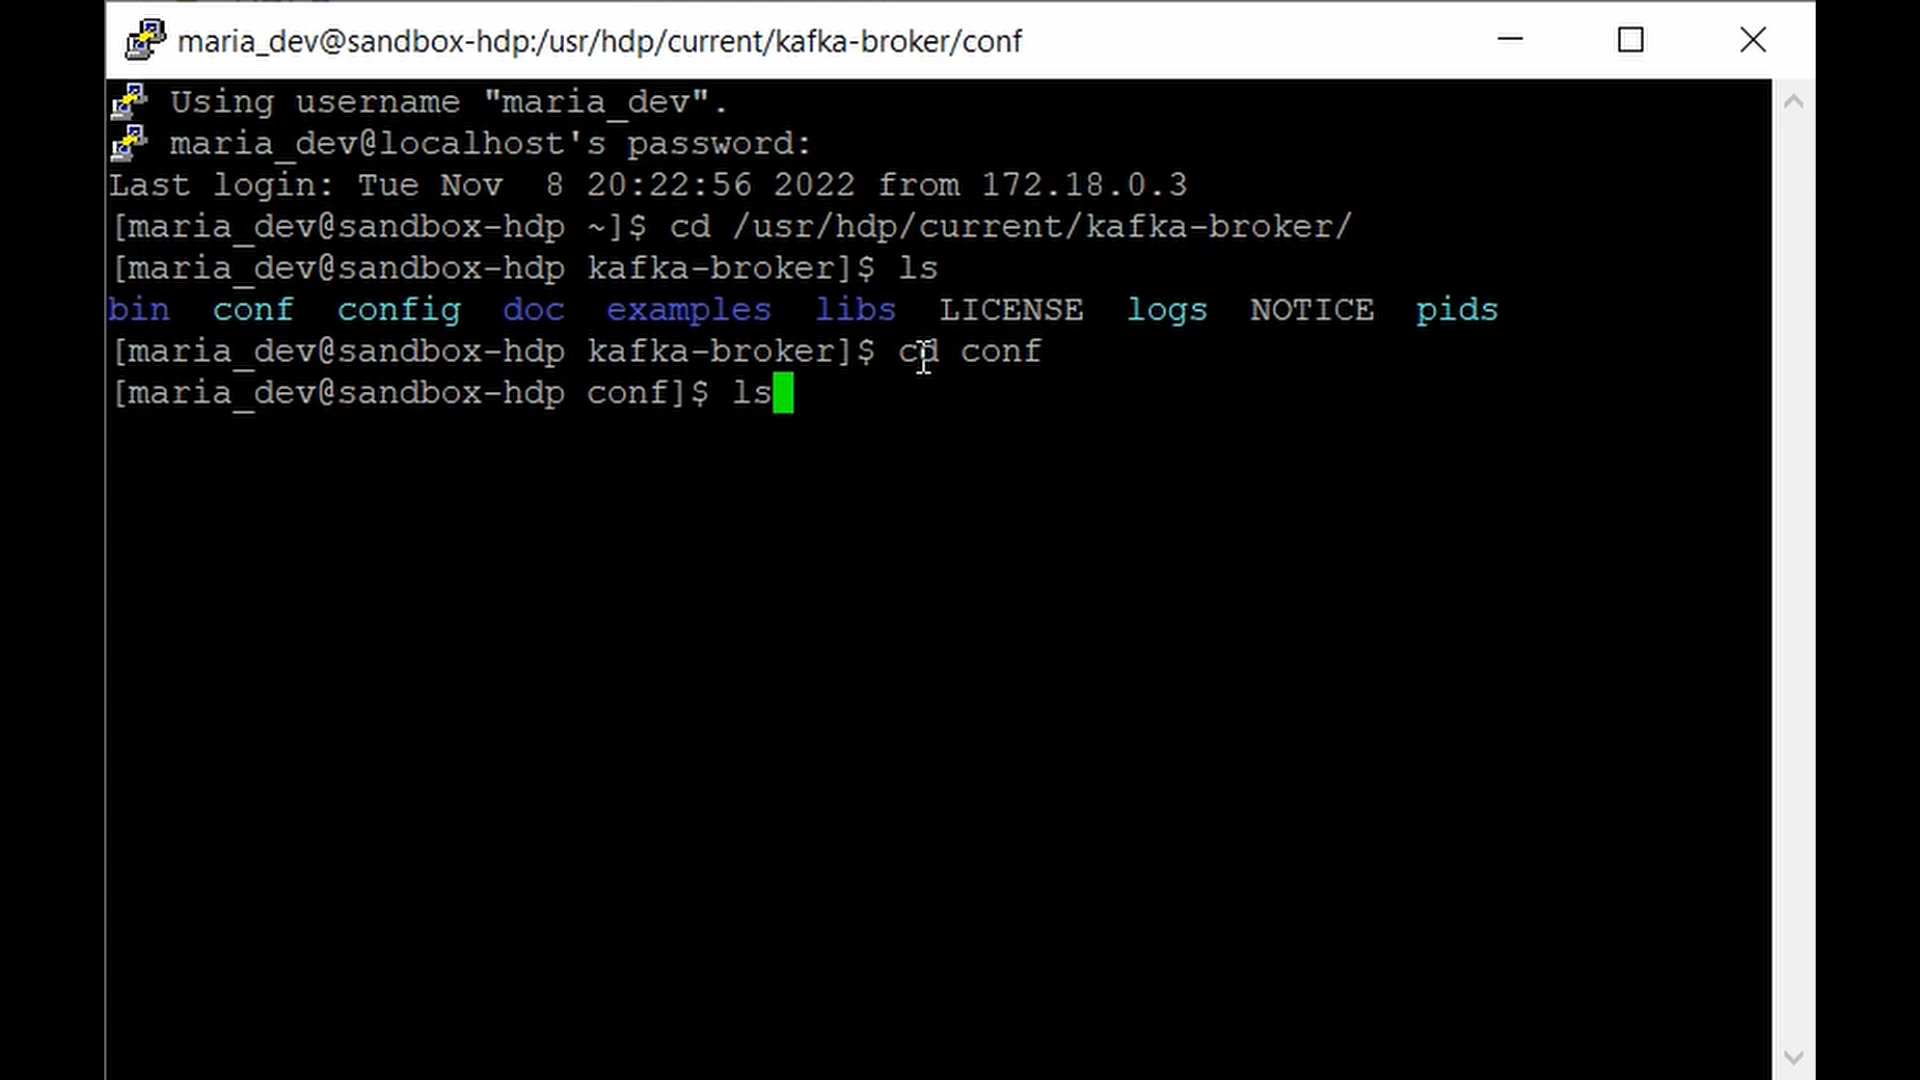 maria_dev@sandbox-hdp:/usr/hdp/current/kafka-broker/conf
Using username "maria_dev".
maria_dev@localhost's password:
Last login: Tue Nov  8 20:22:56 2022 from 172.18.0.3
[maria_dev@sandbox-hdp ~]$ cd /usr/hdp/current/kafka-broker/
[maria_dev@sandbox-hdp kafka-broker]$ ls
bin  conf  config  doc  examples  libs  LICENSE  logs  NOTICE  pids
[maria_dev@sandbox-hdp kafka-broker]$ cd conf
[maria_dev@sandbox-hdp conf]$ ls